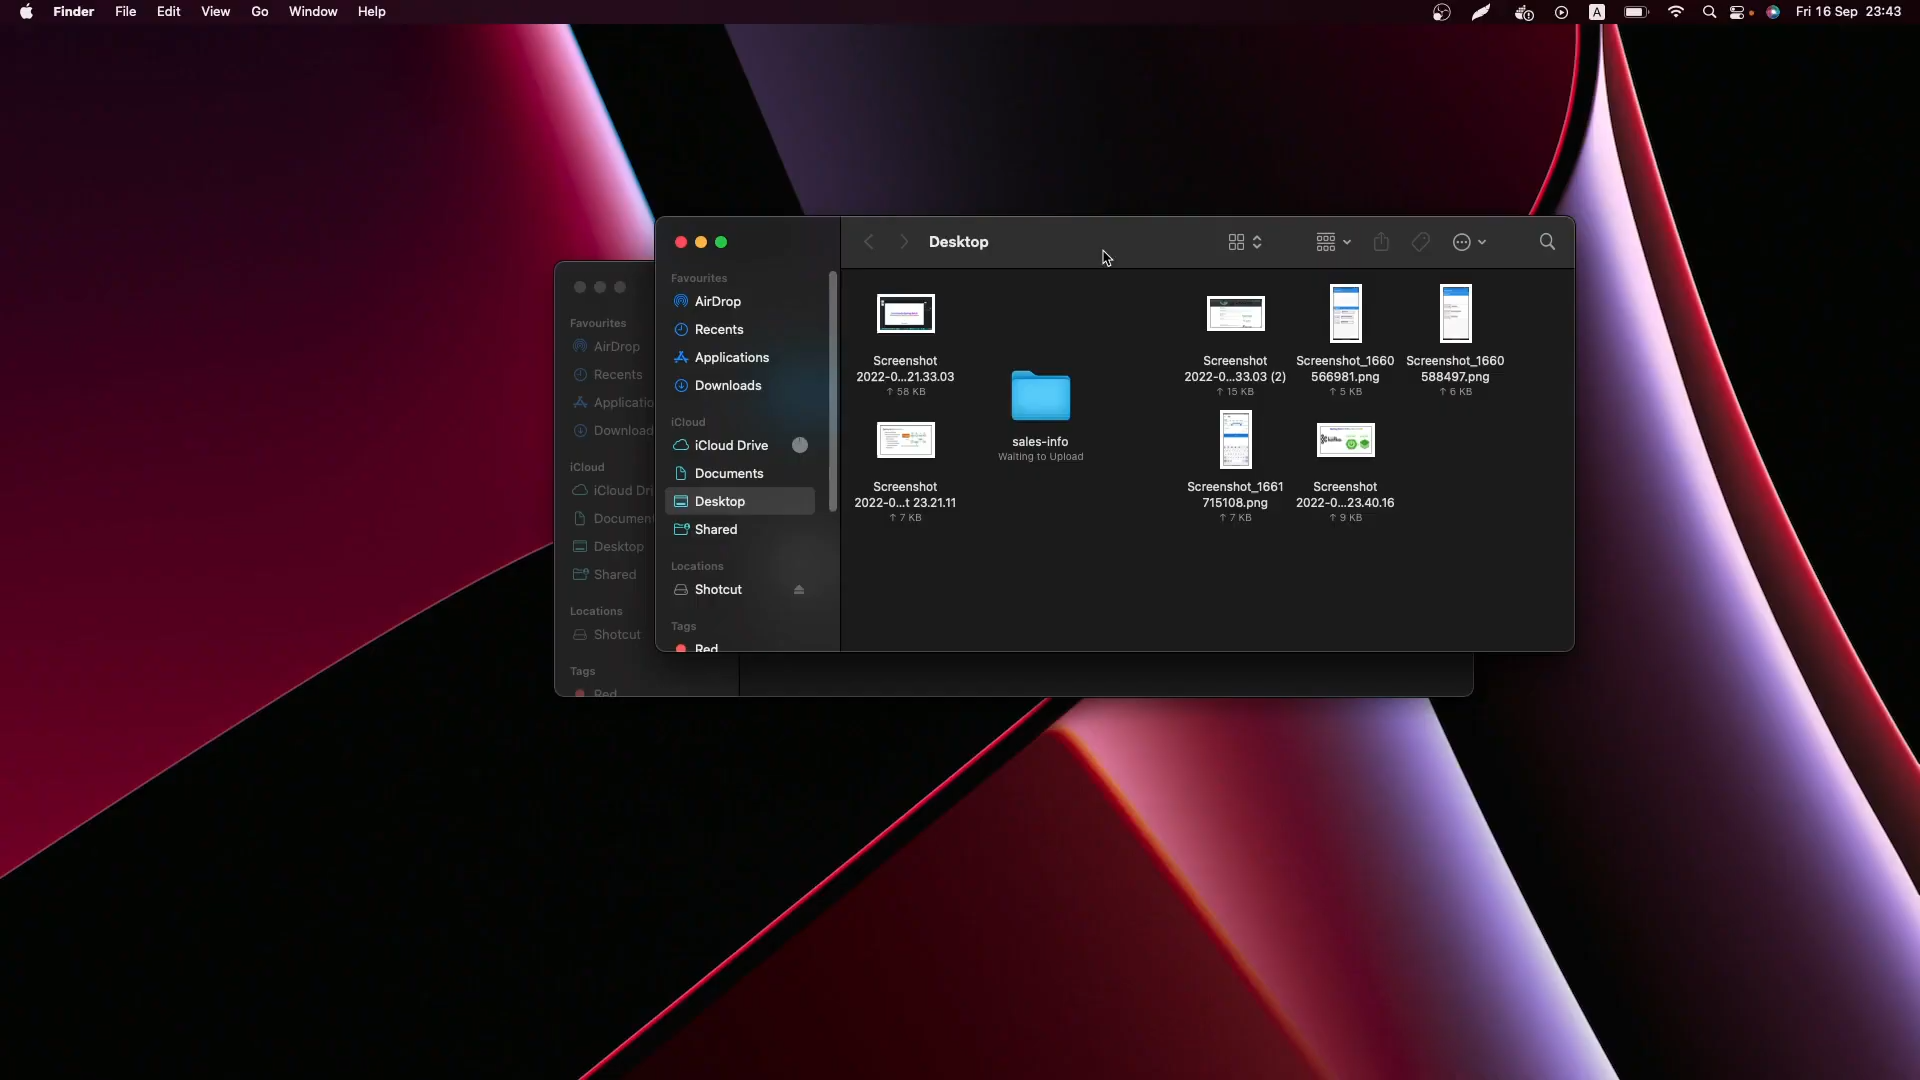 Finder File Edit View Go Window Help
A
Fri 16 Sep 23:43
Desktop
Favourites
AirDrop
Recents
Applications
Downloads
iCloud
iCloud Drive
Documents
Desktop
Shared
Locations
Shotcut
Tags
Red
Screenshot
2022-0...21.33.03
↑ 58 KB
sales-info
Waiting to Upload
Screenshot
2022-0...33.03 (2)
↑ 15 KB
Screenshot_1660
566981.png
↑ 5 KB
Screenshot_1660
588497.png
↑ 6 KB
Screenshot
2022-0...t 23.21.11
↑ 7 KB
Screenshot_1661
715108.png
↑ 7 KB
Screenshot
2022-0...23.40.16
↑ 9 KB
Favourites
AirDrop
Recents
Applicatio
Download
iCloud
iCloud Dri
Documen
Desktop
Shared
Locations
Shotcut
Tags
Red